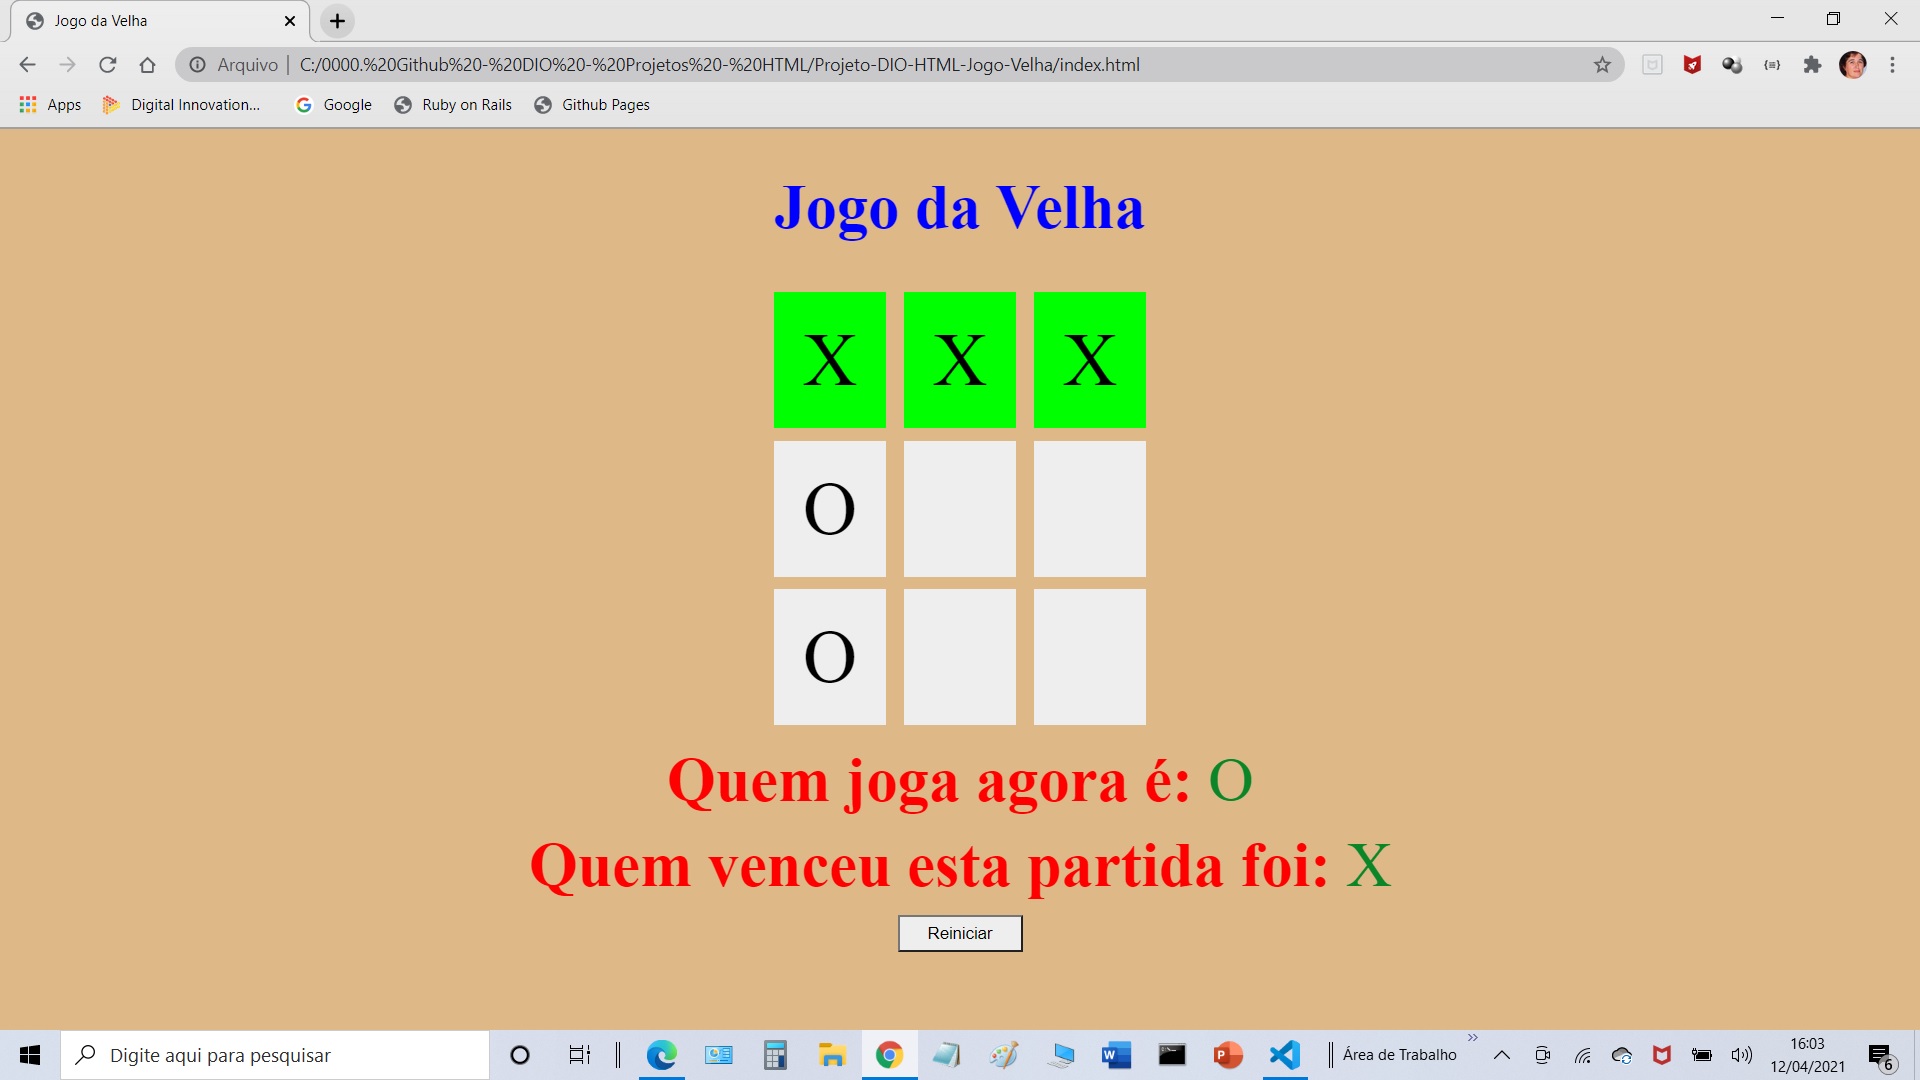 Jogo da Velha
Arquivo | C:/0000.%20Github%20-%20DIO%20-%20Projetos%20-%20HTML/Projeto-DIO-HTML-Jogo-Velha/index.html
Apps Digital Innovation... Google Ruby on Rails Github Pages
Jogo da Velha
X X X
O
O
Quem joga agora é: O
Quem venceu esta partida foi: X
Reiniciar
Digite aqui para pesquisar
Área de Trabalho
16:03
12/04/2021
6